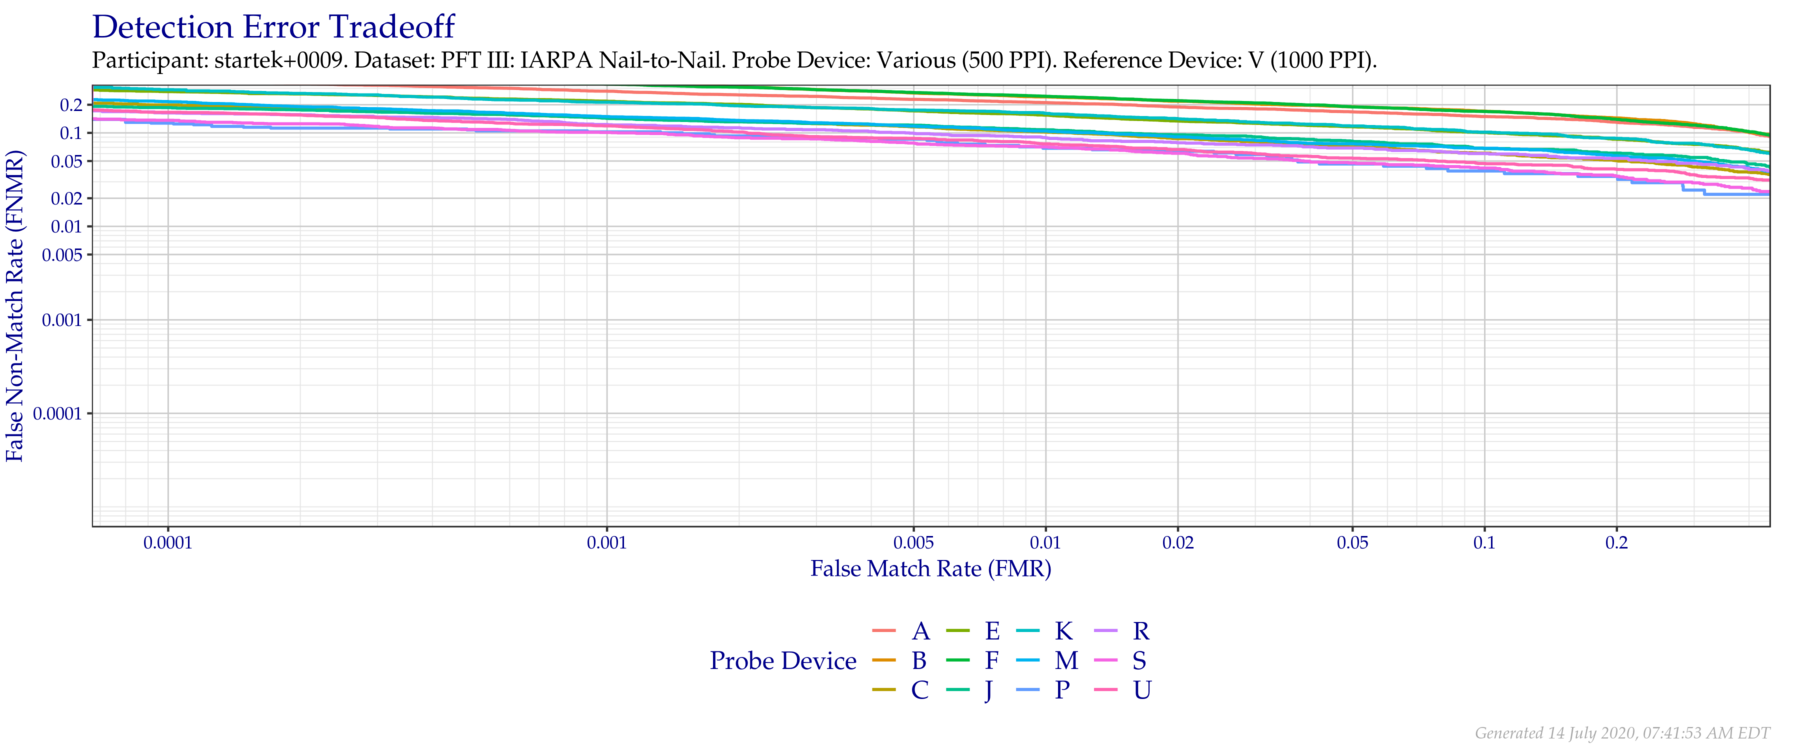 Detection Error Tradeoff
Participant: startek+0009. Dataset: PFT III: IARPA Nail-to-Nail. Probe Device: Various (500 PPI). Reference Device: V (1000 PPI).
False Non-Match Rate (FNMR)
0.2
0.1
0.05
0.02
0.01
0.005
0.001
0.0001
0.0001 0.001 0.005 0.01 0.02 0.05 0.1 0.2
False Match Rate (FMR)
Probe Device
A E K R
B F M S
C J P U
Generated 14 July 2020, 07:41:53 AM EDT